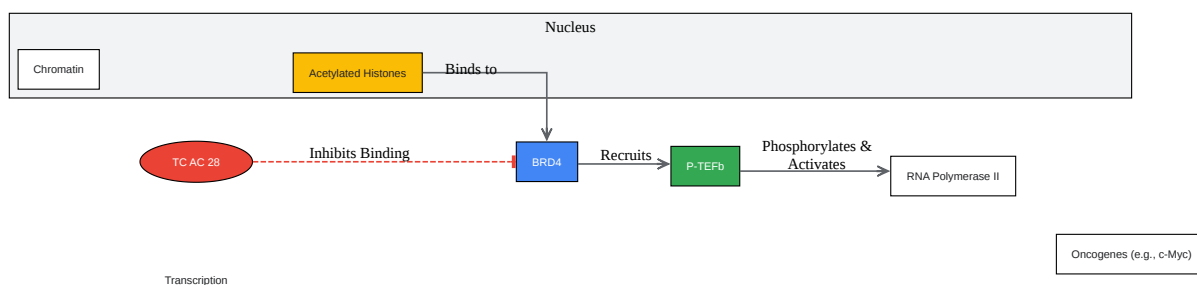 Nucleus
Chromatin
Acetylated Histones
Binds to
TC AC 28
Inhibits Binding
BRD4
Recruits
P-TEFb
Phosphorylates &
Activates
RNA Polymerase II
Oncogenes (e.g., c-Myc)
Transcription